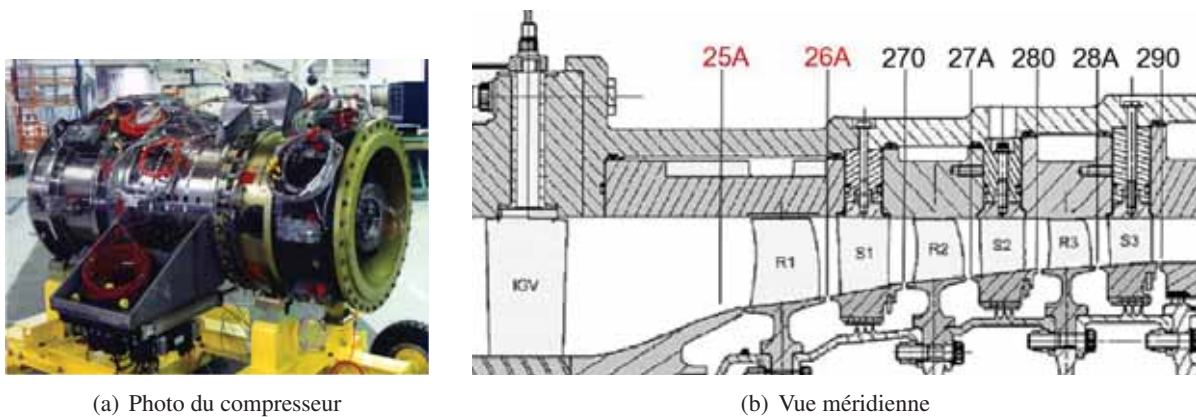 25A 26A 270 27A 280 28A 290
IGV R1 S1 R2 S2 R3 S3
(a) Photo du compresseur
(b) Vue méridienne